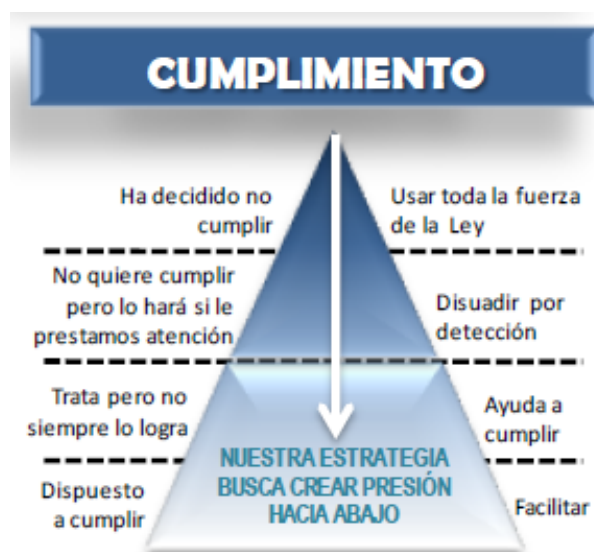 CUMPLIMIENTO
Ha decidido no
cumplir
Usar toda la fuerza
de la Ley
No quiere cumplir
pero lo hará si le
prestamos atención
Disuadir por
detección
Trata pero no
siempre lo logra
Ayuda a
cumplir
NUESTRA ESTRATEGIA
BUSCA CREAR PRESIÓN
HACIA ABAJO
Dispuesto
a cumplir
Facilitar